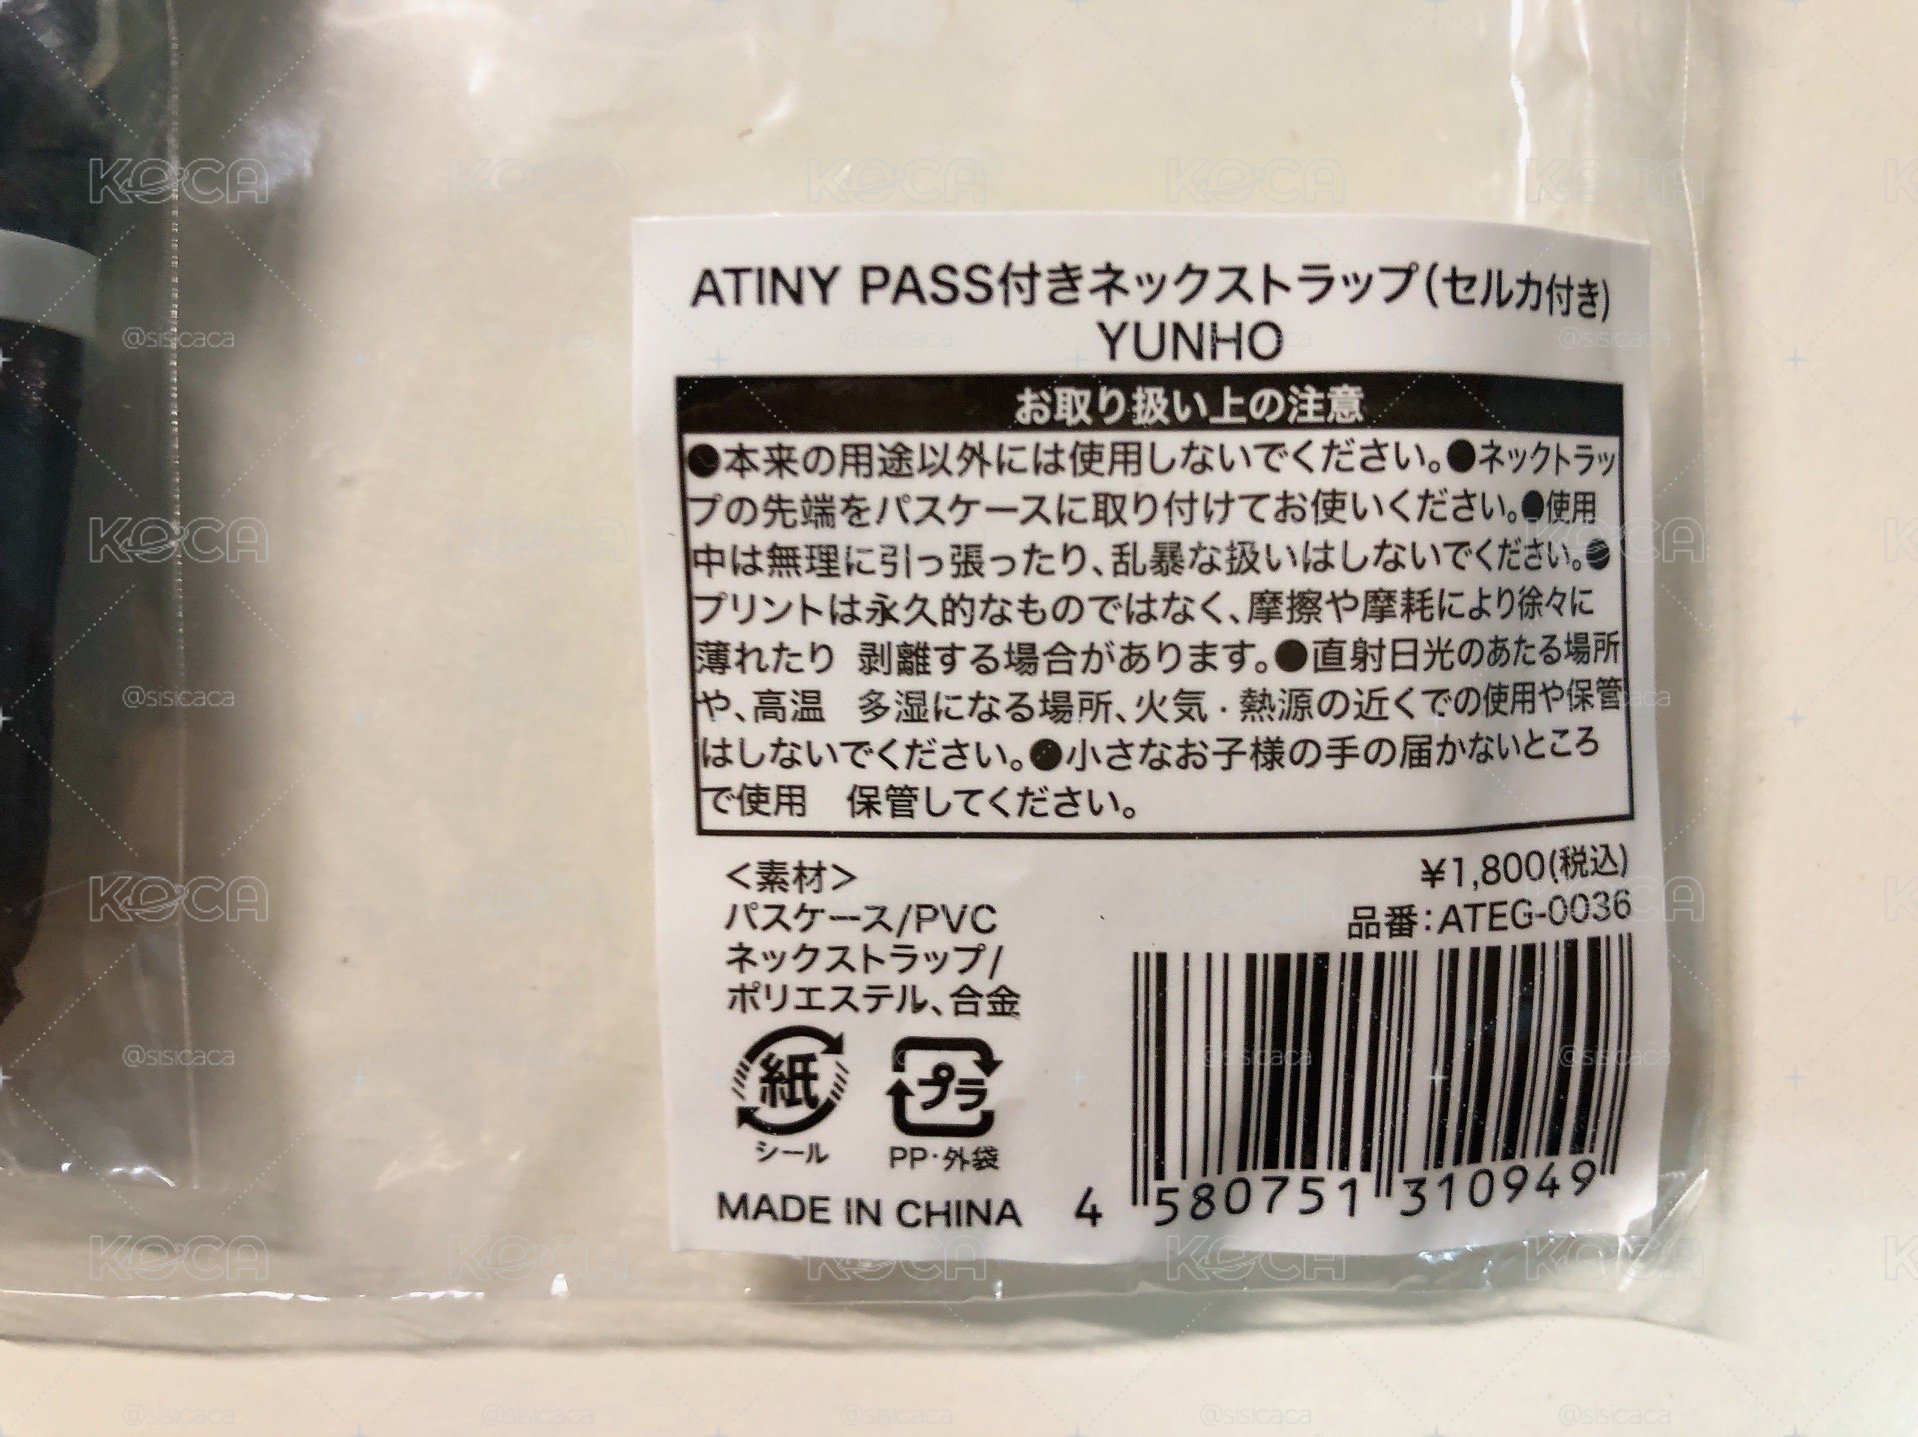 ATINY PASS付きネックストラップ(セルカ付き)
YUNHO
お取り扱い上の注意
●本来の用途以外には使用しないでください。●ネックトラッ
プの先端をパスケースに取り付けてお使いください。●使用
中は無理に引っ張ったり、乱暴な扱いはしないでください。●
プリントは永久的なものではなく、摩擦や摩耗により徐々に
薄れたり 剥離する場合があります。●直射日光のあたる場所
や、高温 多湿になる場所、火気・熱源の近くでの使用や保管
はしないでください。●小さなお子様の手の届かないところ
で使用 保管してください。
<素材>
パスケース/PVC
ネックストラップ/
ポリエステル、合金
¥1,800(税込)
品番:ATEG-0036
紙
シール
プラ
PP・外袋
MADE IN CHINA
4 580751 310949
KOCA
@sisicaca